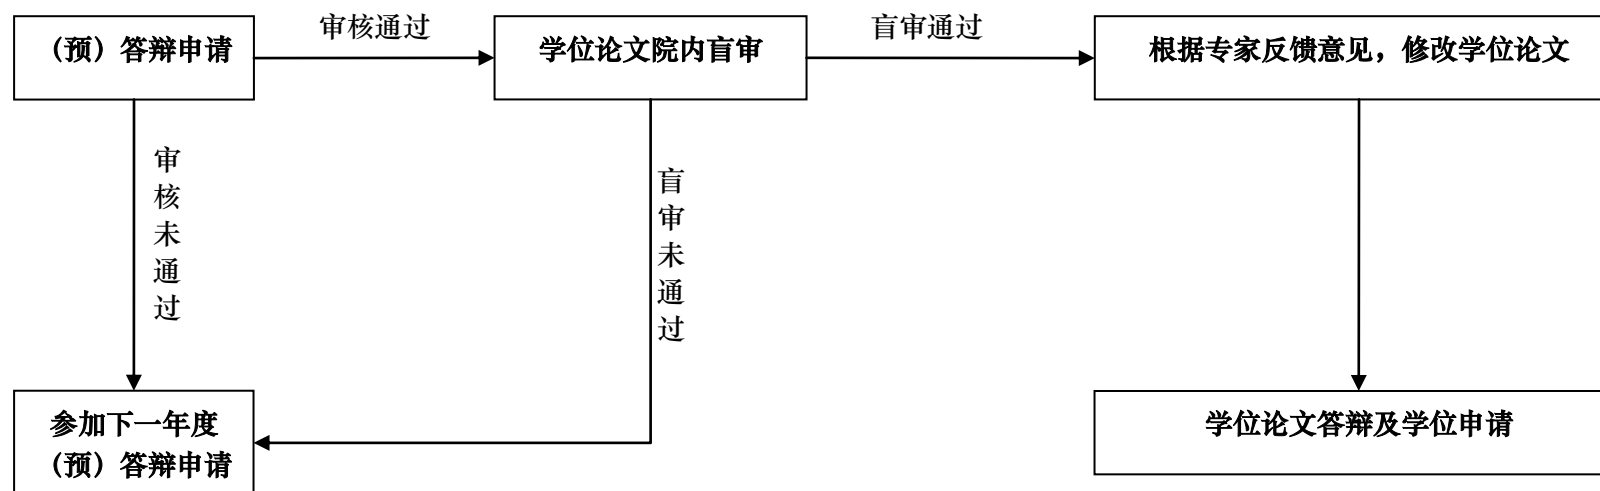 （预）答辩申请
审核通过
学位论文院内盲审
盲审通过
根据专家反馈意见，修改学位论文
审核未通过
盲审未通过
参加下一年度
（预）答辩申请
学位论文答辩及学位申请